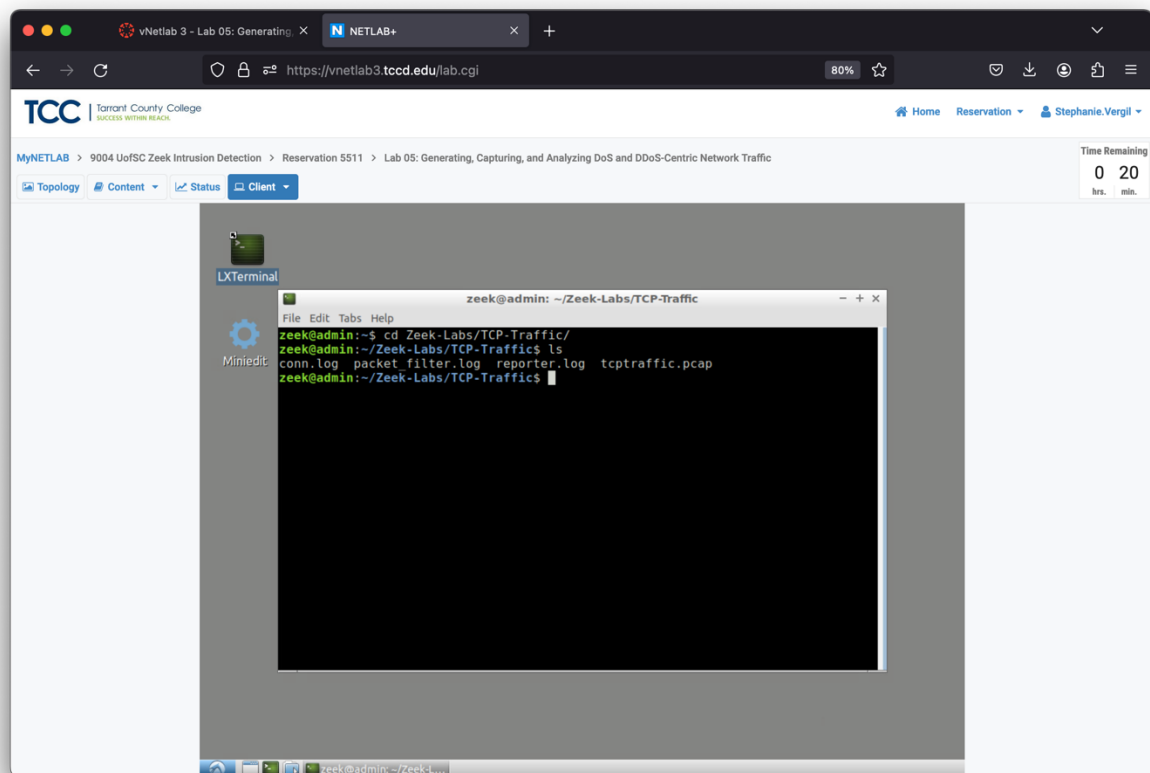 vNetlab 3 - Lab 05: Generating,
NETLAB+
https://vnetlab3.tccd.edu/lab.cgi
80%
TCC Tarrant County College
SUCCESS WITHIN REACH.
Home Reservation Stephanie.Vergil
MyNETLAB > 9004 UofSC Zeek Intrusion Detection > Reservation 5511 > Lab 05: Generating, Capturing, and Analyzing DoS and DDoS-Centric Network Traffic
Time Remaining
0 20
hrs. min.
Topology Content Status Client
LXTerminal
Miniedit
zeek@admin: ~/Zeek-Labs/TCP-Traffic
File Edit Tabs Help
zeek@admin:~$ cd Zeek-Labs/TCP-Traffic/
zeek@admin:~/Zeek-Labs/TCP-Traffic$ ls
conn.log packet_filter.log reporter.log tcptraffic.pcap
zeek@admin:~/Zeek-Labs/TCP-Traffic$
zeek@admin: ~/Zeek-L...